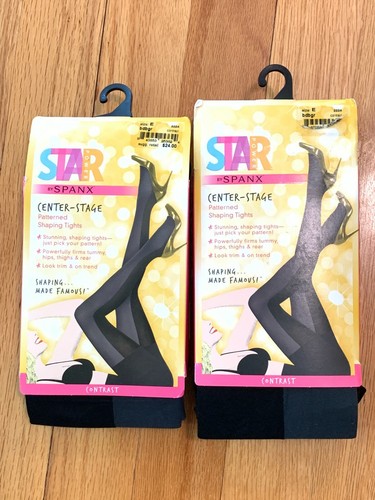 $24.00
STAR
BY SPANX
CENTER-STAGE
Patterned
Shaping Tights
Stunning, shaping tights—
just pick your pattern!
Powerfully firms tummy,
hips, thighs & rear
Look trim & on trend
SHAPING...
MADE FAMOUS!
CONTRAST
STAR
BY SPANX
CENTER-STAGE
Patterned
Shaping Tights
Stunning, shaping tights—
just pick your pattern!
Powerfully firms tummy,
hips, thighs & rear
Look trim & on trend
SHAPING...
MADE FAMOUS!
CONTRAST